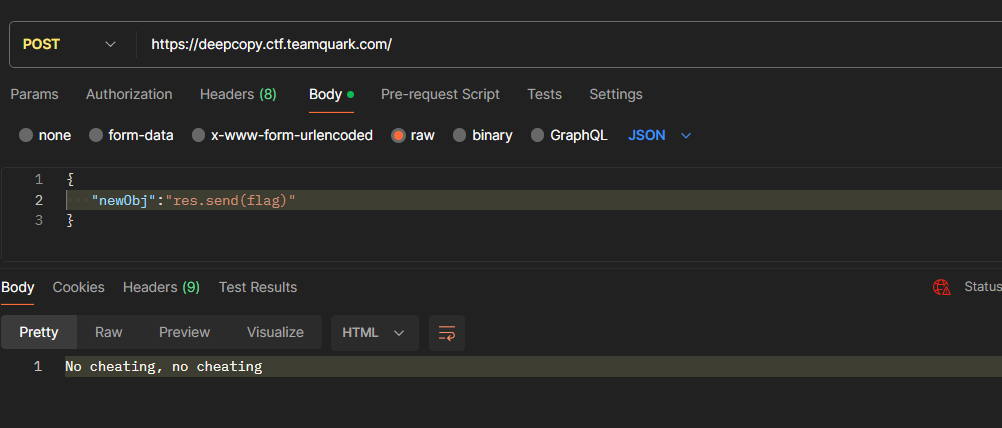 POST https://deepcopy.ctf.teamquark.com/
Params Authorization Headers (8) Body Pre-request Script Tests Settings
none form-data x-www-form-urlencoded raw binary GraphQL JSON
1 {
2 "newObj":"res.send(flag)"
3 }
Body Cookies Headers (9) Test Results Status
Pretty Raw Preview Visualize HTML
1 No cheating, no cheating